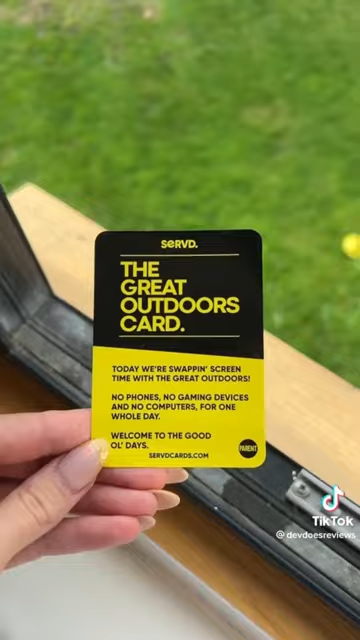 SERVD.
THE
GREAT
OUTDOORS
CARD.
TODAY WE'RE SWAPPIN' SCREEN
TIME WITH THE GREAT OUTDOORS!
NO PHONES, NO GAMING DEVICES
AND NO COMPUTERS, FOR ONE
WHOLE DAY.
WELCOME TO THE GOOD
OL' DAYS.
PARENT
SERVDCARDS.COM
TikTok
@devdoesreviews